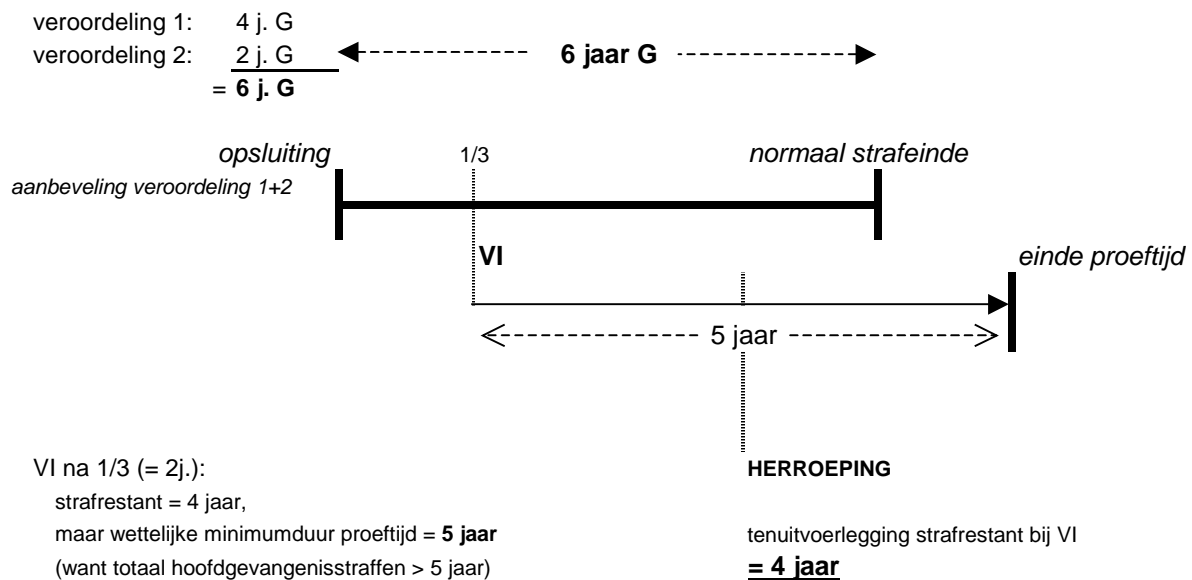 veroordeling 1: 4 j. G
veroordeling 2: 2 j. G
6 jaar G
= 6 j. G
opsluiting
1/3
normaal strafeinde
aanbeveling veroordeling 1+2
VI
einde proeftijd
5 jaar
VI na 1/3 (= 2j.):
strafrestant = 4 jaar,
maar wettelijke minimumduur proeftijd = 5 jaar
(want totaal hoofdgevangenisstraffen > 5 jaar)
HERROEPING
tenuitvoerlegging strafrestant bij VI
= 4 jaar